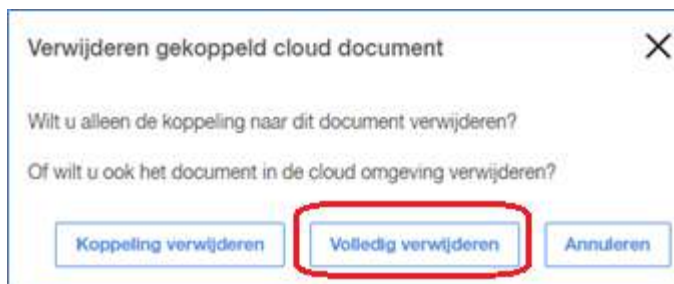 Verwijderen gekoppeld cloud document
Wilt u alleen de koppeling naar dit document verwijderen?
Of wilt u ook het document in de cloud omgeving verwijderen?
Koppeling verwijderen Volledig verwijderen Annuleren